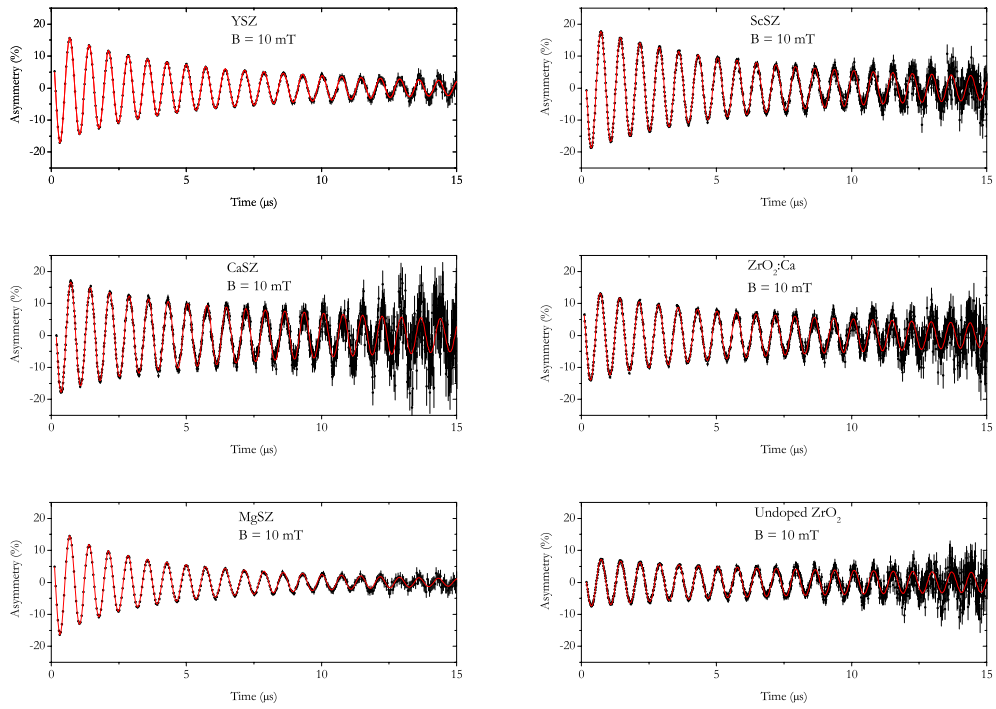 YSZ
B = 10 mT
Asymmetry (%)
20
10
0
-10
-20
0
5
10
15
Time (μs)
ScSZ
B = 10 mT
Asymmetry (%)
20
10
0
-10
-20
0
5
10
15
Time (μs)
CaSZ
B = 10 mT
Asymmetry (%)
20
10
0
-10
-20
0
5
10
15
Time (μs)
ZrO₂:Ca
B = 10 mT
Asymmetry (%)
20
10
0
-10
-20
0
5
10
15
Time (μs)
MgSZ
B = 10 mT
Asymmetry (%)
20
10
0
-10
-20
0
5
10
15
Time (μs)
Undoped ZrO₂
B = 10 mT
Asymmetry (%)
20
10
0
-10
-20
0
5
10
15
Time (μs)